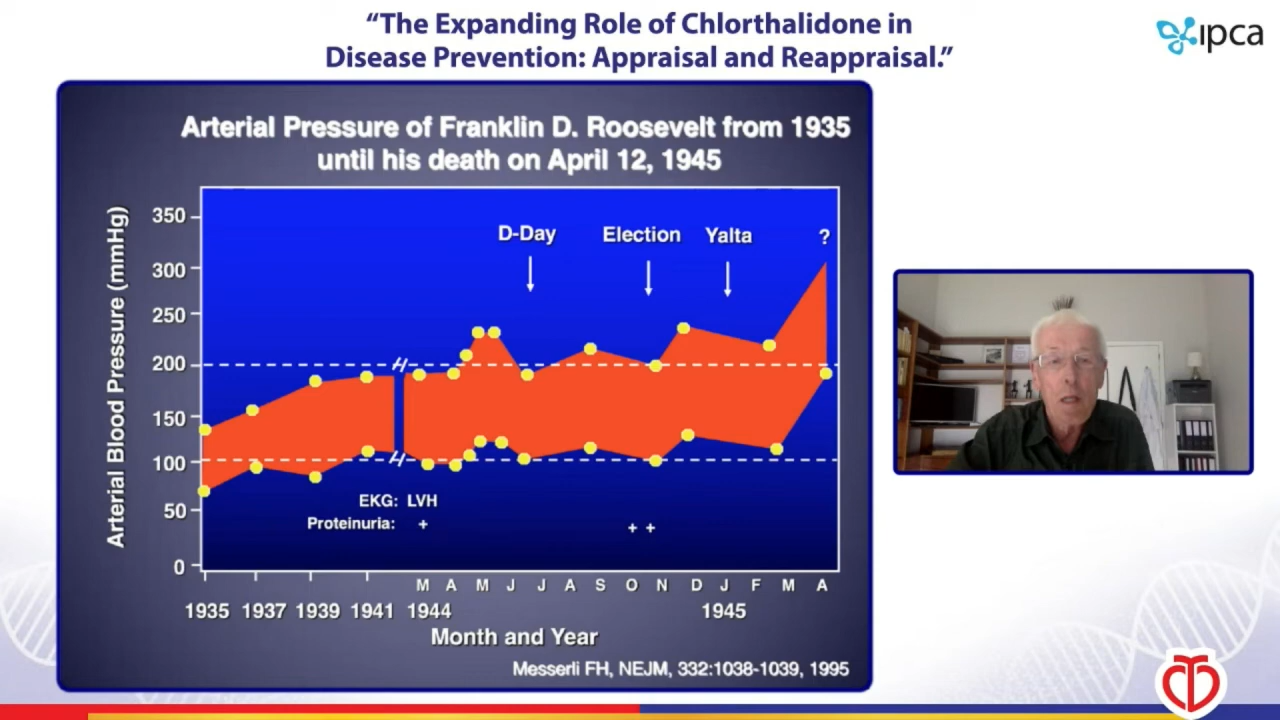 “The Expanding Role of Chlorthalidone in
Disease Prevention: Appraisal and Reappraisal.”
ipca
Arterial Pressure of Franklin D. Roosevelt from 1935
until his death on April 12, 1945
Arterial Blood Pressure (mmHg)
350
300
250
200
150
100
50
0
D-Day Election Yalta ?
EKG: LVH
Proteinuria: + + +
M A M J J A S O N D J F M A
1935 1937 1939 1941 1944 1945
Month and Year
Messerli FH, NEJM, 332:1038-1039, 1995